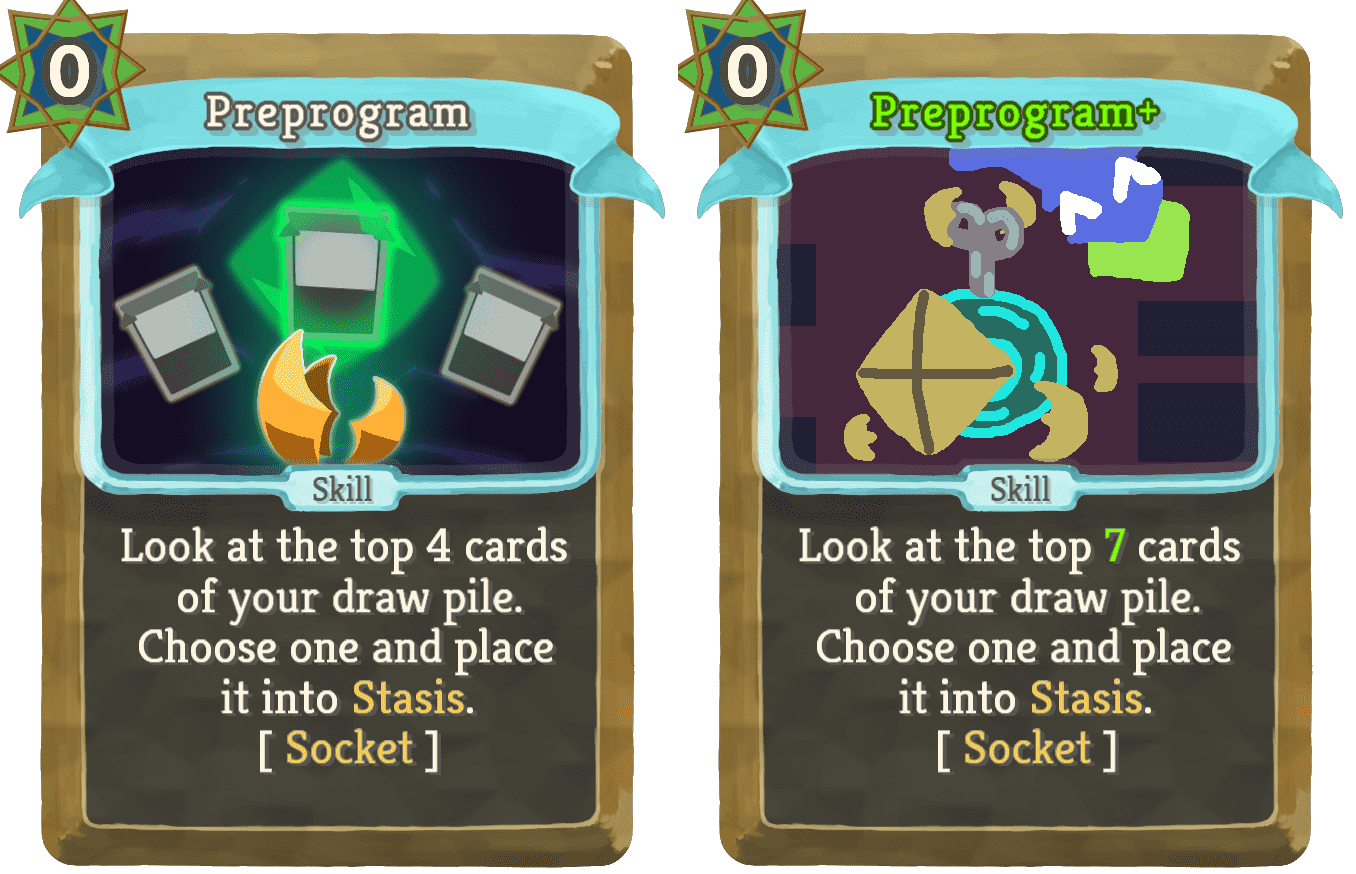 0
Preprogram
Skill
Look at the top 4 cards
of your draw pile.
Choose one and place
it into Stasis.
[ Socket ]
0
Preprogram+
Skill
Look at the top 7 cards
of your draw pile.
Choose one and place
it into Stasis.
[ Socket ]